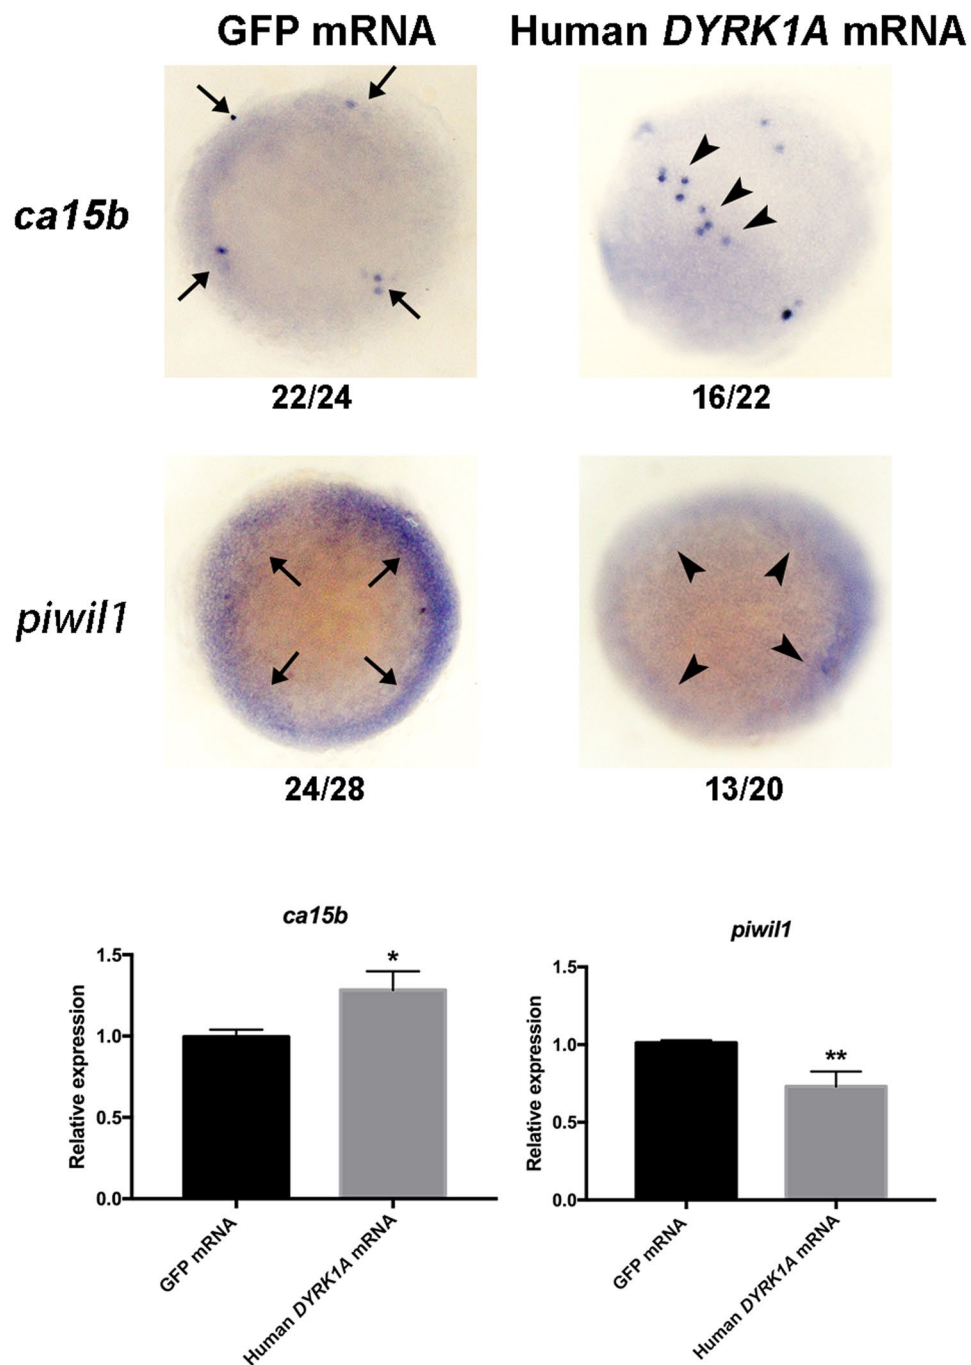 GFP mRNA
Human DYRK1A mRNA
ca15b
22/24
16/22
piwil1
24/28
13/20
ca15b
1.5
1.0
0.5
0.0
Relative expression
*
GFP mRNA
Human DYRK1A mRNA
piwil1
1.5
1.0
0.5
0.0
Relative expression
**
GFP mRNA
Human DYRK1A mRNA